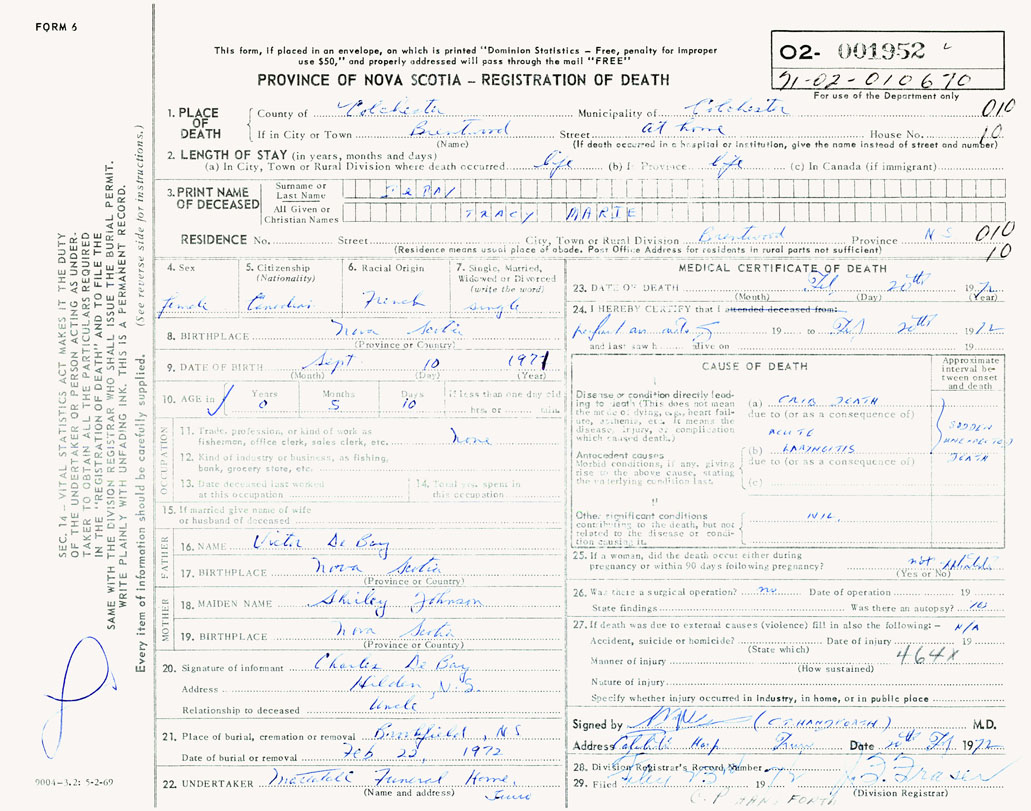 FORM 6
This form, if placed in an envelope, on which is printed "Dominion Statistics – Free, penalty for improper
use $50," and properly addressed will pass through the mail "FREE"
PROVINCE OF NOVA SCOTIA – REGISTRATION OF DEATH
02- 001952
71-02-010670
For use of the Department only
1. PLACE OF DEATH
County of Colchester Municipality of Colchester 010
If in City or Town Brentwood Street at home House No. 10
(Name) (If death occurred in a hospital or institution, give the name instead of street and number)
2. LENGTH OF STAY (in years, months and days)
(a) In City, Town or Rural Division where death occurred life (b) In Province life (c) In Canada (if immigrant)
3. PRINT NAME OF DECEASED
Surname or Last Name DeBAY
All Given or Christian Names TRACY MARIE
RESIDENCE No. Street City, Town or Rural Division Brentwood Province N S 010
(Residence means usual place of abode. Post Office Address for residents in rural parts not sufficient) 10
4. Sex
female
5. Citizenship
(Nationality)
Canadian
6. Racial Origin
French
7. Single, Married,
Widowed or Divorced
(write the word)
single
8. BIRTHPLACE Nova Scotia
(Province or Country)
9. DATE OF BIRTH Sept 10 1971
(Month) (Day) (Year)
10. AGE in Years Months Days If less than one day old
0 5 10 hrs. or min.
OCCUPATION
11. Trade, profession, or kind of work as
fisherman, office clerk, sales clerk, etc. none
12. Kind of industry or business, as fishing,
bank, grocery store, etc.
13. Date deceased last worked
at this occupation
14. Total yrs. spent in
this occupation
15. If married give name of wife
or husband of deceased
FATHER
16. NAME Victor De Bay
17. BIRTHPLACE Nova Scotia
(Province or Country)
MOTHER
18. MAIDEN NAME Shirley Johnson
19. BIRTHPLACE Nova Scotia
(Province or Country)
20. Signature of informant Charles De Bay
Address Hilden, N.S.
Relationship to deceased Uncle
21. Place of burial, cremation or removal Brookfield, NS
Date of burial or removal Feb 23, 1972
22. UNDERTAKER Mattatall Funeral Home,
(Name and address) Truro
MEDICAL CERTIFICATE OF DEATH
23. DATE OF DEATH Feb 20th 1972
(Month) (Day) (Year)
24. I HEREBY CERTIFY that I attended deceased from:
19 to Feb 20th 1972
and last saw h alive on 19
CAUSE OF DEATH
Approximate
interval be-
tween onset
and death
Disease or condition directly lead-
ing to death (This does not mean
the mode of dying, e.g., heart fail-
ure, asthenia, etc. It means the
disease, injury, or complication
which caused death.)
(a) CRIB DEATH
due to (or as a consequence of)
ACUTE
(b) LARYNGITIS
due to (or as a consequence of)
(c)
SUDDEN
UNEXPECTED
DEATH
Antecedent causes
Morbid conditions, if any, giving
rise to the above cause, stating
the underlying condition last.
II
Other significant conditions
contributing to the death, but not
related to the disease or condi-
tion causing it.
NIL
25. If a woman, did the death occur either during
pregnancy or within 90 days following pregnancy? not
(Yes or No)
26. Was there a surgical operation? no Date of operation 19
State findings Was there an autopsy?
27. If death was due to external causes (violence) fill in also the following: – N/A
Accident, suicide or homicide? Date of injury 19
(State which) 464X
Manner of injury
(How sustained)
Nature of injury
Specify whether injury occurred in industry, in home, or in public place
Signed by (C.T. HANDFORTH) M.D.
Address Truro Date 20th Feb 1972
28. Division Registrar's Record Number
29. Filed 19 72 Fraser
(Division Registrar)
SEC. 14 – VITAL STATISTICS ACT MAKES IT THE DUTY
OF THE UNDERTAKER OR PERSON ACTING AS UNDER-
TAKER TO OBTAIN ALL THE PARTICULARS REQUIRED
IN THE "REGISTRATION OF DEATH" AND TO FILE THE
SAME WITH THE DIVISION REGISTRAR WHO SHALL ISSUE THE BURIAL PERMIT.
WRITE PLAINLY WITH UNFADING INK. THIS IS A PERMANENT RECORD.
Every item of information should be carefully supplied. (See reverse side for instructions.)
9004-3.2: 5-2-69